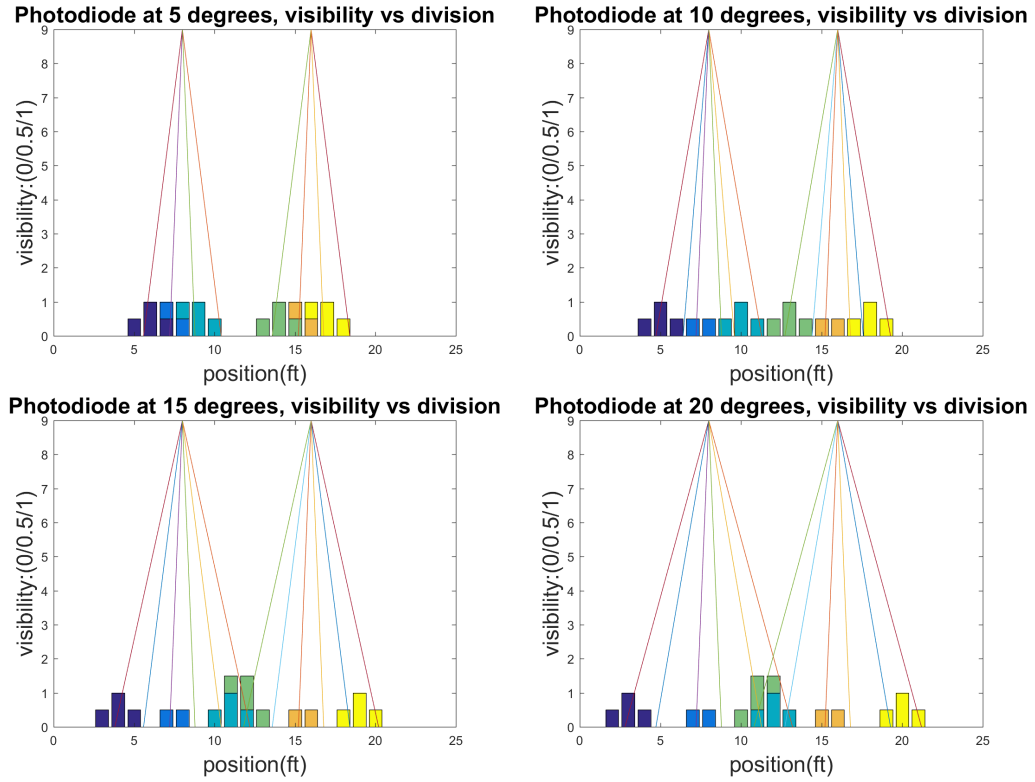 Photodiode at 5 degrees, visibility vs division
9
8
7
6
5
4
3
2
1
0
visibility:(0/0.5/1)
0 5 10 15 20 25
position(ft)
Photodiode at 10 degrees, visibility vs division
9
8
7
6
5
4
3
2
1
0
visibility:(0/0.5/1)
0 5 10 15 20 25
position(ft)
Photodiode at 15 degrees, visibility vs division
9
8
7
6
5
4
3
2
1
0
visibility:(0/0.5/1)
0 5 10 15 20 25
position(ft)
Photodiode at 20 degrees, visibility vs division
9
8
7
6
5
4
3
2
1
0
visibility:(0/0.5/1)
0 5 10 15 20 25
position(ft)